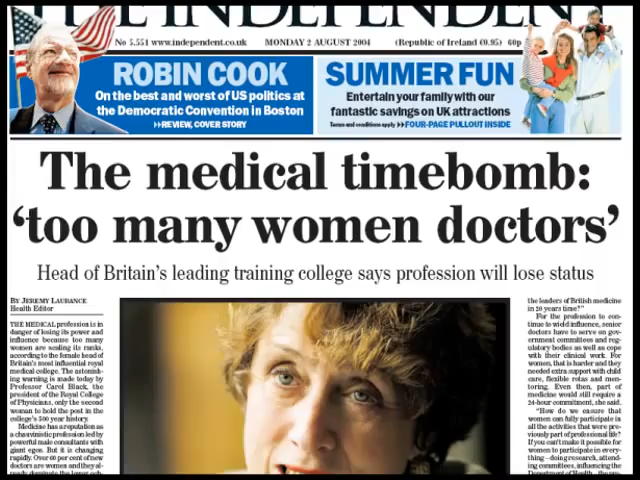 THE INDEPENDENT
No 5,551 www.independent.co.uk MONDAY 2 AUGUST 2004 (Republic of Ireland €0.95) 60p
ROBIN COOK
On the best and worst of US politics at
the Democratic Convention in Boston
>>REVIEW, COVER STORY
SUMMER FUN
Entertain your family with our
fantastic savings on UK attractions
Terms and conditions apply >>FOUR-PAGE PULLOUT INSIDE
The medical timebomb:
‘too many women doctors’
Head of Britain’s leading training college says profession will lose status
BY JEREMY LAURANCE
Health Editor
THE MEDICAL profession is in
danger of losing its power and
influence because too many
women are scaling its ranks,
according to the female head of
Britain’s most influential royal
medical college. The astonish-
ing warning is made today by
Professor Carol Black, the
president of the Royal College
of Physicians, only the second
woman to hold the post in the
college’s 500 year history.
Medicine has a reputation as
a chauvinistic profession led by
powerful male consultants with
giant egos. But it is changing
rapidly. Over 60 per cent of new
doctors are women and they al-
the leaders of British medicine
in 20 years time?”
For the profession to con-
tinue to wield influence, senior
doctors have to serve on
government committees and reg-
ulatory bodies as well as cope
with their clinical work. For
women, that is harder and they
needed extra support with child
care, flexible rotas and men-
toring. Even then, part of
medicine would still require a
24-hour commitment, she said.
“How do we ensure that
women can fully participate in
all the activities that were pre-
viously part of professional life?
If you can’t make it possible for
women to participate in every-
thing – doing research, attend-
ing committees, influencing the